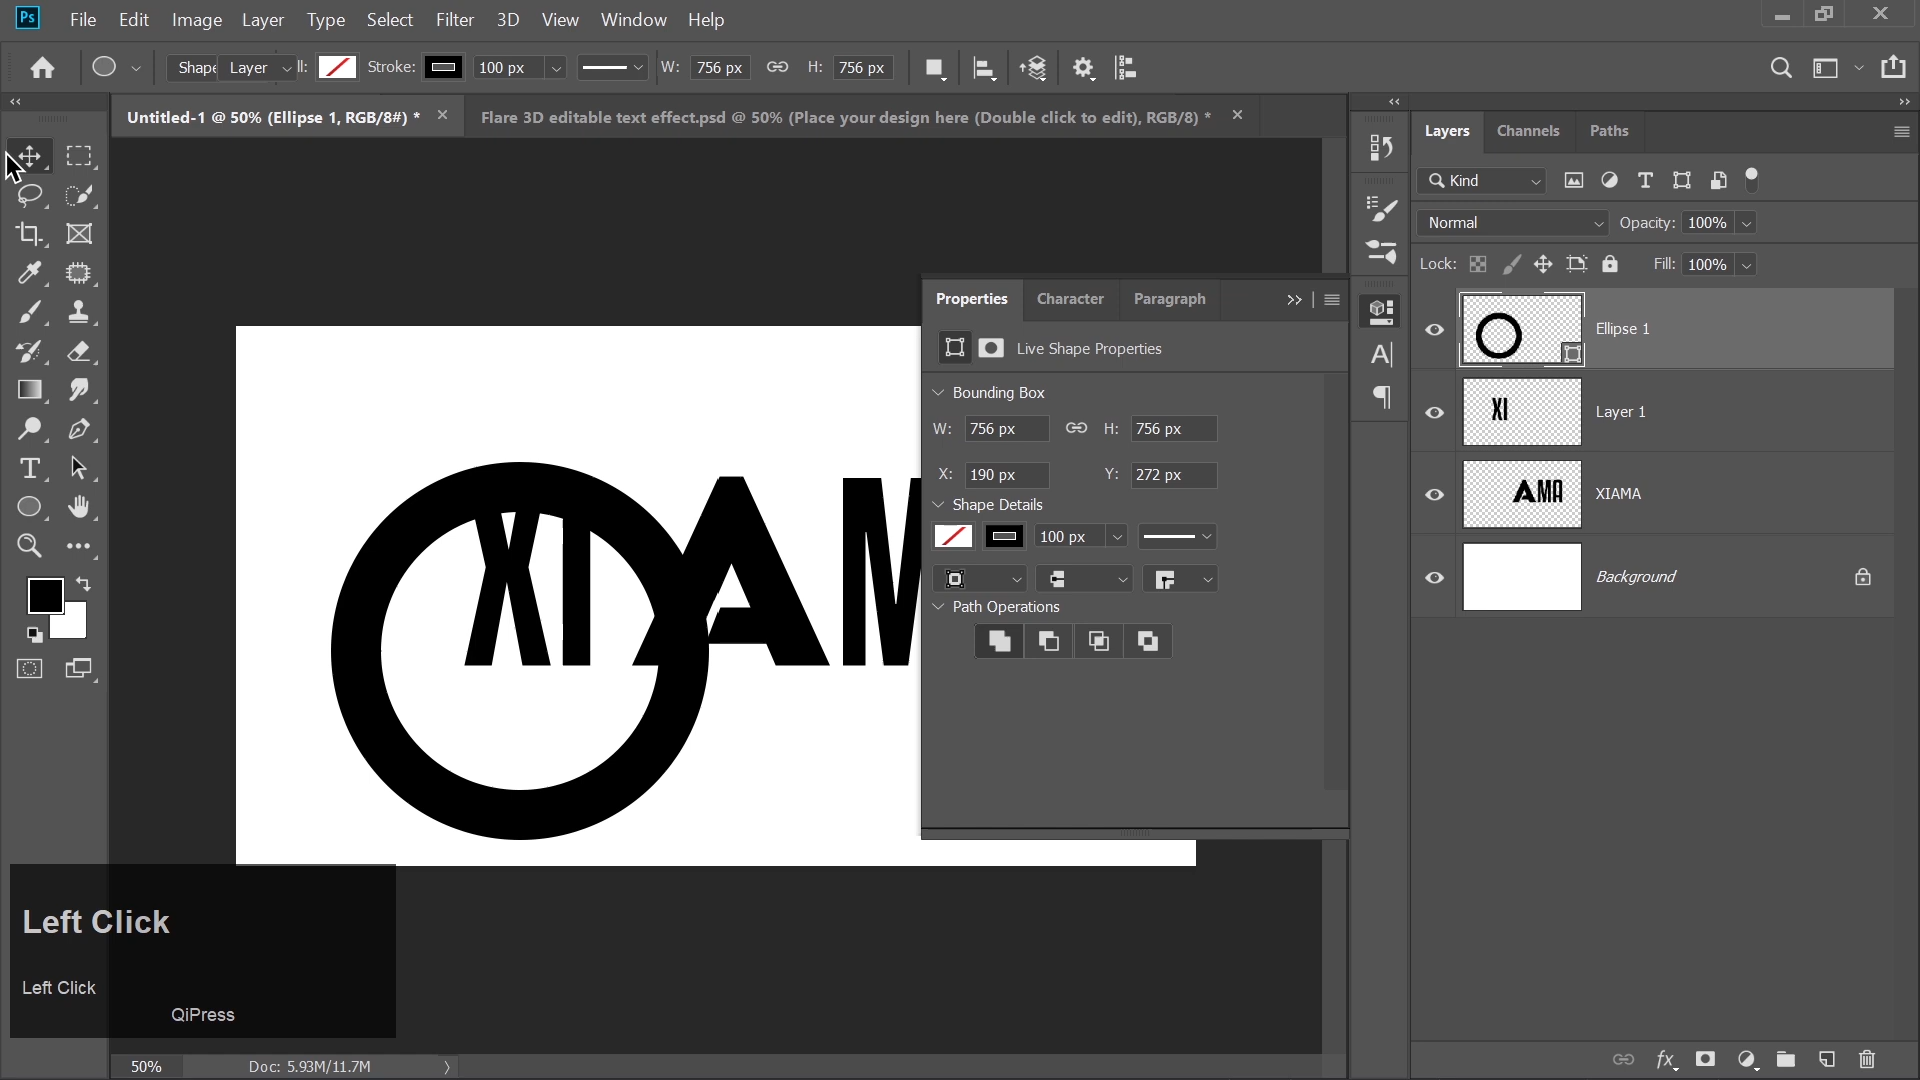 Ps File Edit Image Layer Type Select Filter 3D View Window Help
Shape Layer ll: Stroke: 100 px W: 756 px H: 756 px
Untitled-1 @ 50% (Ellipse 1, RGB/8#) *
Flare 3D editable text effect.psd @ 50% (Place your design here (Double click to edit), RGB/8) *
Layers Channels Paths
Kind
Normal Opacity: 100%
Lock: Fill: 100%
Ellipse 1
XI Layer 1
AMA XIAMA
Background
Properties Character Paragraph
Live Shape Properties
Bounding Box
W: 756 px H: 756 px
X: 190 px Y: 272 px
Shape Details
100 px
Path Operations
XIAM
Left Click
Left Click
QiPress
50% Doc: 5.93M/11.7M